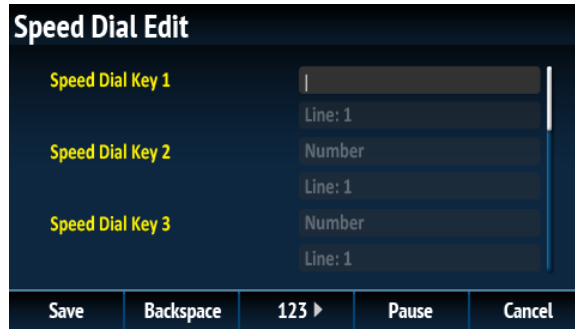 Speed Dial Edit
Speed Dial Key 1
Line: 1
Speed Dial Key 2 Number
Line: 1
Speed Dial Key 3 Number
Line: 1
Save Backspace 123 ▶ Pause Cancel